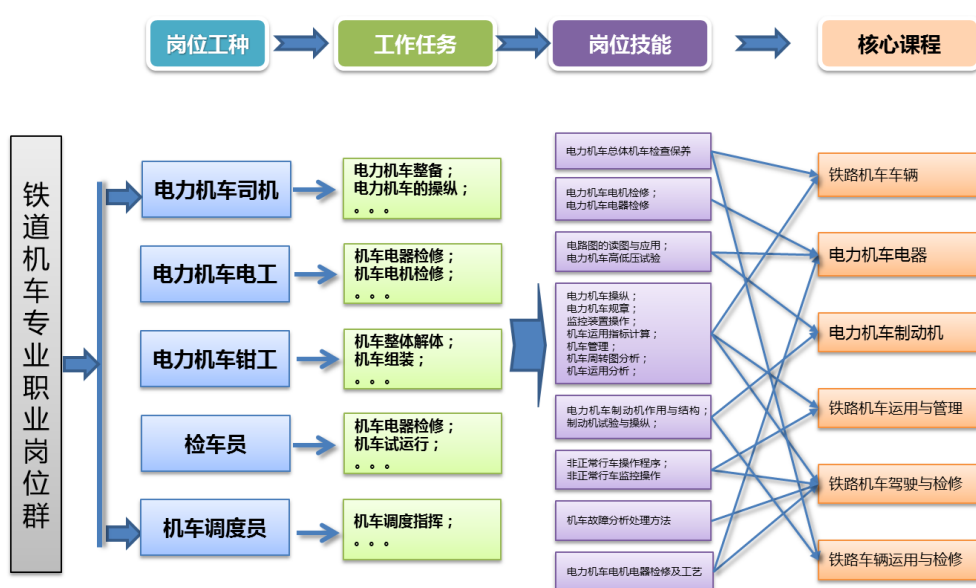 岗位工种
工作任务
岗位技能
核心课程
铁道机车专业职业岗位群
电力机车司机
电力机车电工
电力机车钳工
检车员
机车调度员
电力机车整备；
电力机车的操纵；
。。。
机车电器检修；
机车电机检修；
。。。
机车整体解体；
机车组装；
。。。
机车电器检修；
机车试运行；
。。。
机车调度指挥；
。。。
电力机车总体机车检查保养
电力机车电机检修；
电力机车电器检修
电路图的读图与应用；
电力机车高低压试验
电力机车操纵；
电力机车规章；
监控装置操作；
机车运用指标计算；
机车管理；
机车周转图分析；
机车运用分析；
电力机车制动机作用与结构；
制动机试验与操纵；
非正常行车操作程序；
非正常行车监控操作
机车故障分析处理方法
电力机车电机电器检修及工艺
铁路机车车辆
电力机车电器
电力机车制动机
铁路机车运用与管理
铁路机车驾驶与检修
铁路车辆运用与检修